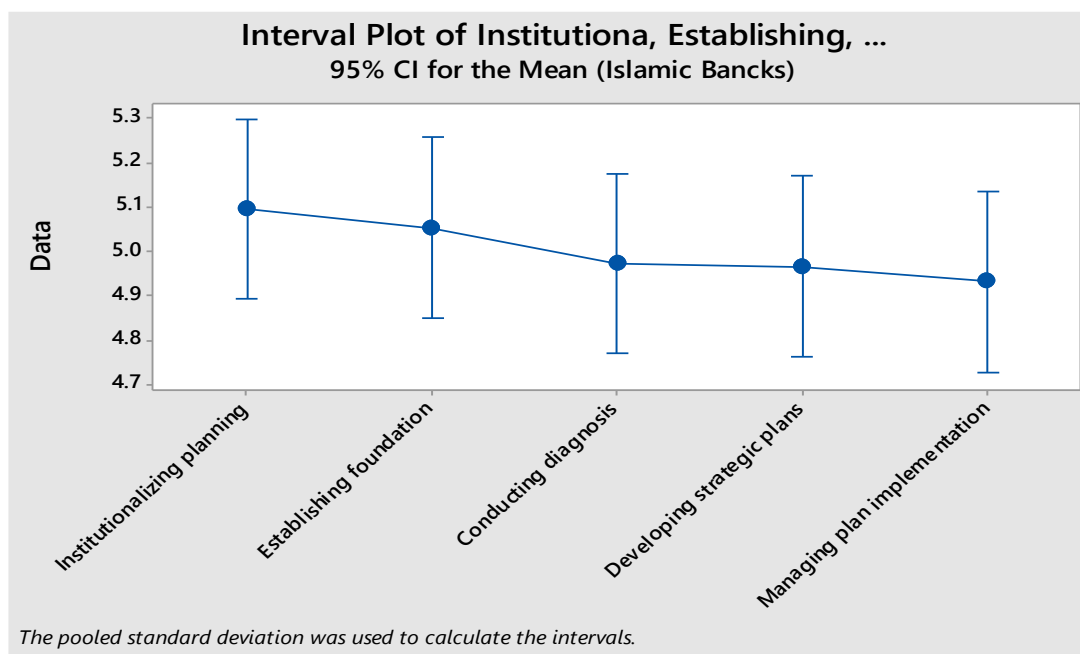 Interval Plot of Institutiona, Establishing, ...
95% CI for the Mean (Islamic Bancks)
Data
5.3
5.2
5.1
5.0
4.9
4.8
4.7
Institutionalizing planning
Establishing foundation
Conducting diagnosis
Developing strategic plans
Managing plan implementation
The pooled standard deviation was used to calculate the intervals.